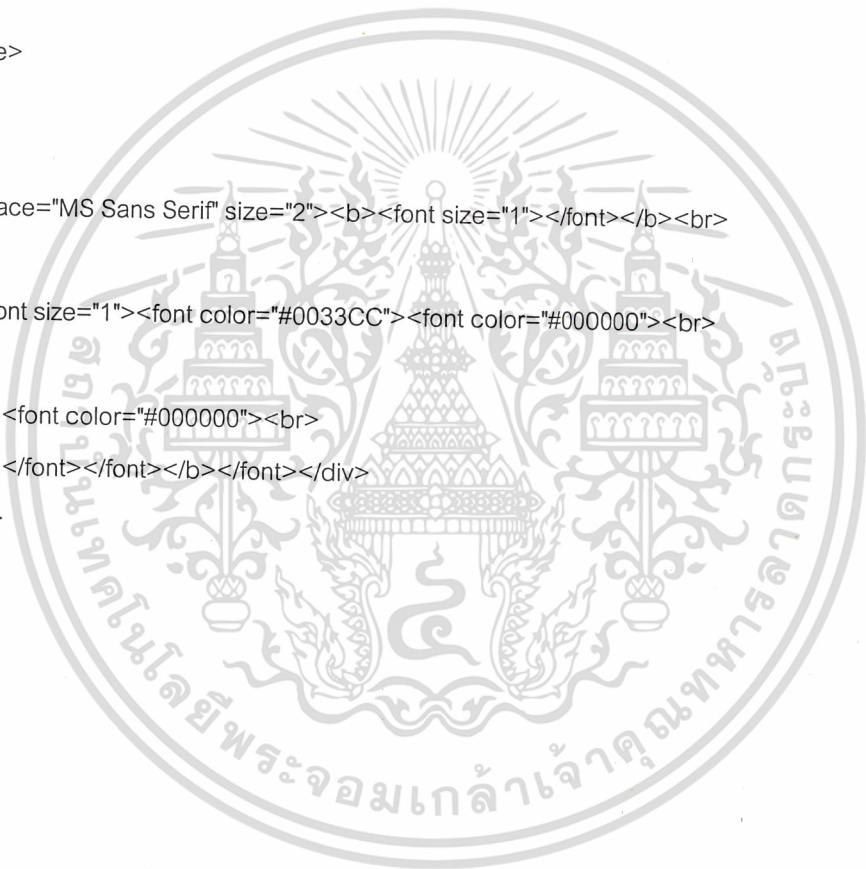 e>
ace="MS Sans Serif" size="2"><b><font size="1"></font></b><br>
ont size="1"><font color="#0033CC"><font color="#000000"><br>
<font color="#000000"><br>
</font></font></b></font></div>
สถาบันเทคโนโลยีพระจอมเกล้าเจ้าคุณทหารลาดกระบัง
๔